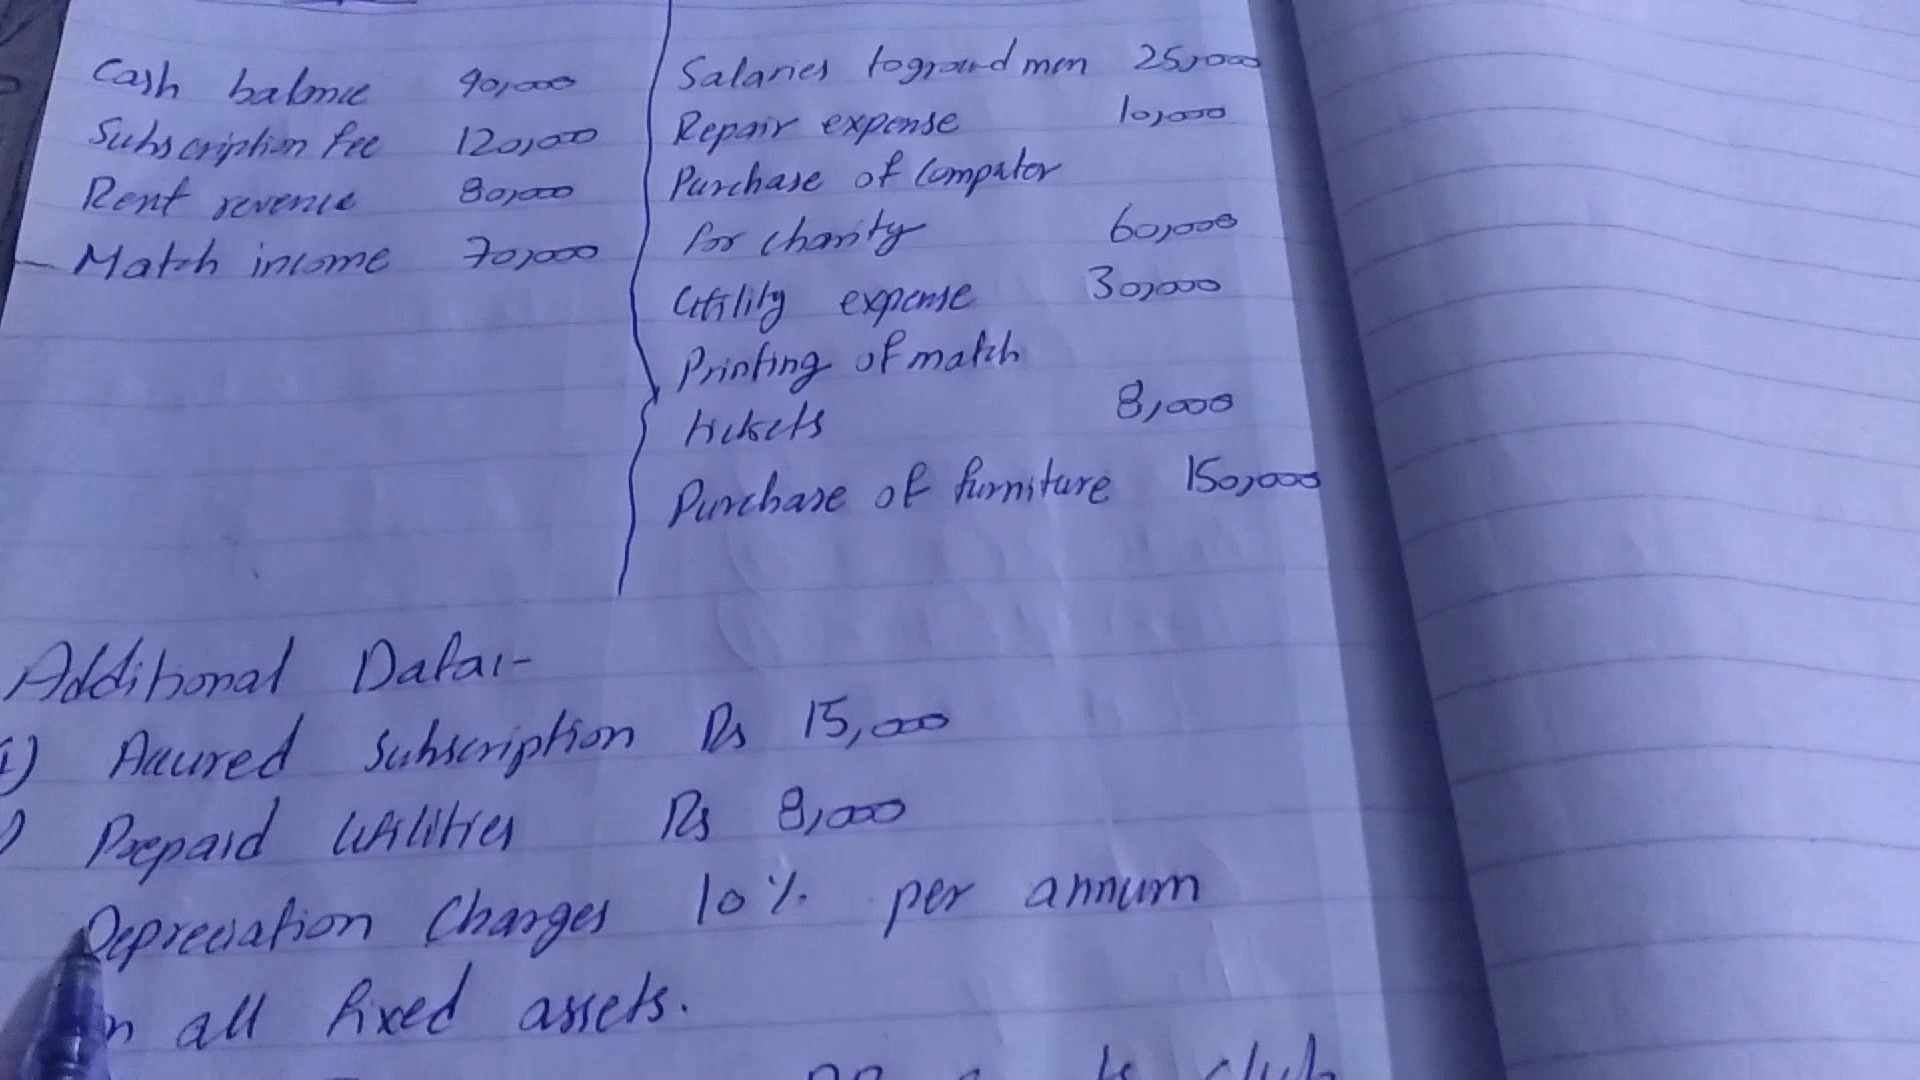 Cash balance 90,000
Subscription fee 120,000
Rent revenue 80,000
Match income 70,000
Salaries to ground men 25,000
Repair expense 10,000
Purchase of Computer
for charity 60,000
Utility expense 30,000
Printing of match
tickets 8,000
Purchase of furniture 150,000
Additional Data:-
i) Accured Subscription Rs 15,000
) Prepaid Utilities Rs 8,000
Depreciation Charges 10% per annum
n all fixed assets.
club